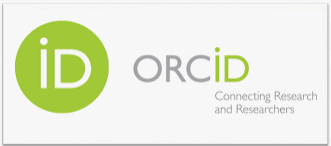 iD
ORCiD
Connecting Research
and Researchers